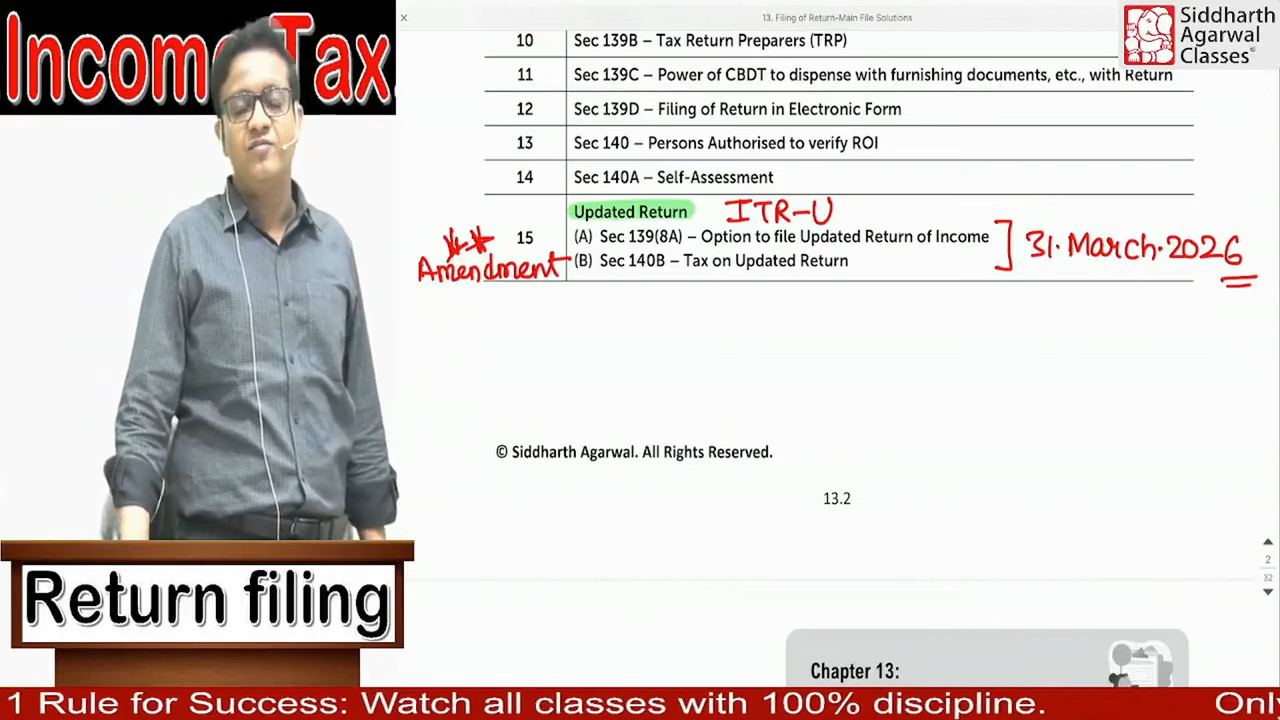 Income Tax.
×
13. Filing of Return-Main File Solutions
Siddharth
Agarwal
Classes
10 Sec 139B – Tax Return Preparers (TRP)
11 Sec 139C – Power of CBDT to dispense with furnishing documents, etc., with Return
12 Sec 139D – Filing of Return in Electronic Form
13 Sec 140 – Persons Authorised to verify ROI
14 Sec 140A – Self-Assessment
Updated Return ITR-U
15 (A) Sec 139(8A) – Option to file Updated Return of Income
31.March.2026
Amendment (B) Sec 140B – Tax on Updated Return
© Siddharth Agarwal. All Rights Reserved.
13.2
2
32
Return filing
Chapter 13:
1 Rule for Success: Watch all classes with 100% discipline. Onl